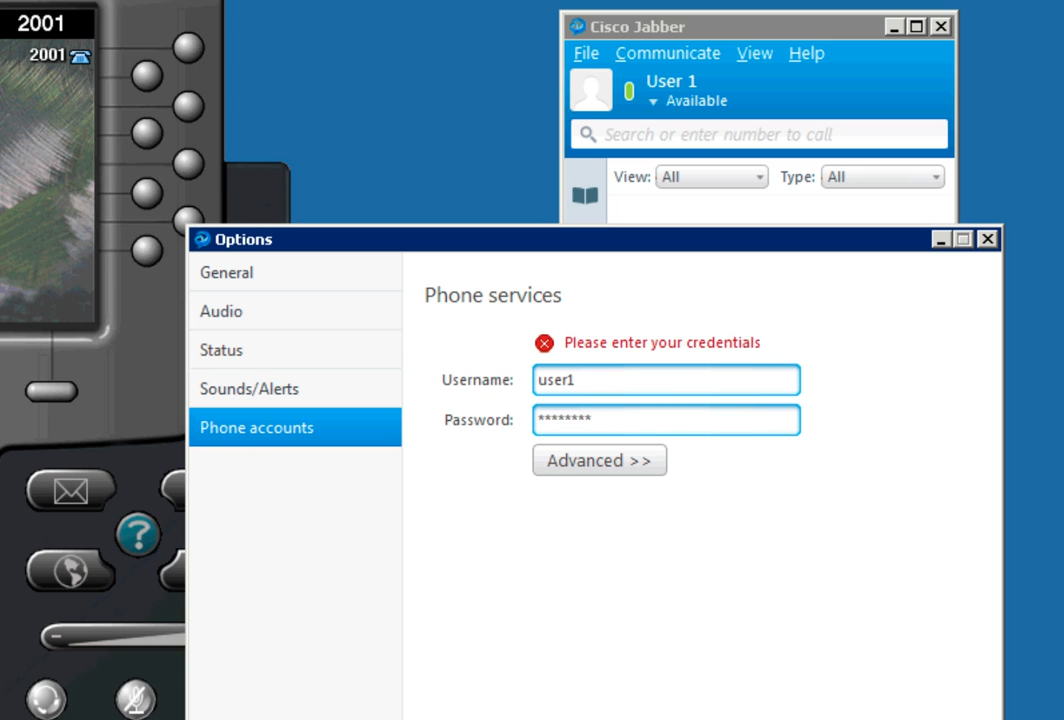 2001
2001
Cisco Jabber
File Communicate View Help
User 1
Available
Search or enter number to call
View: All Type: All
Options
General
Audio
Status
Sounds/Alerts
Phone accounts
Phone services
Please enter your credentials
Username: user1
Password: ********
Advanced >>
?